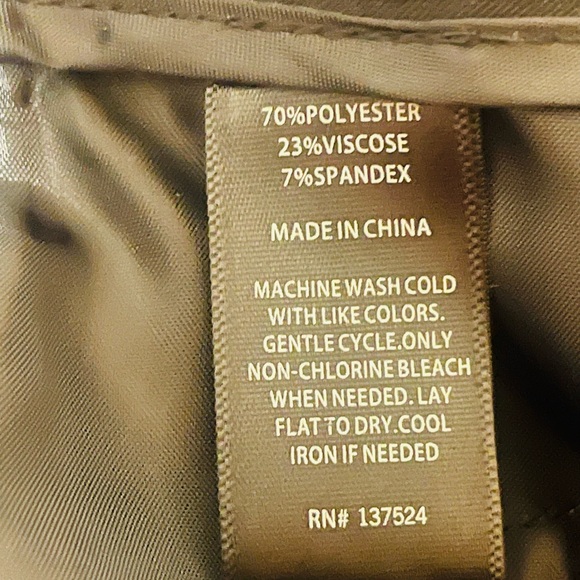 70%POLYESTER
23%VISCOSE
7%SPANDEX
MADE IN CHINA
MACHINE WASH COLD
WITH LIKE COLORS.
GENTLE CYCLE.ONLY
NON-CHLORINE BLEACH
WHEN NEEDED. LAY
FLAT TO DRY.COOL
IRON IF NEEDED
RN# 137524